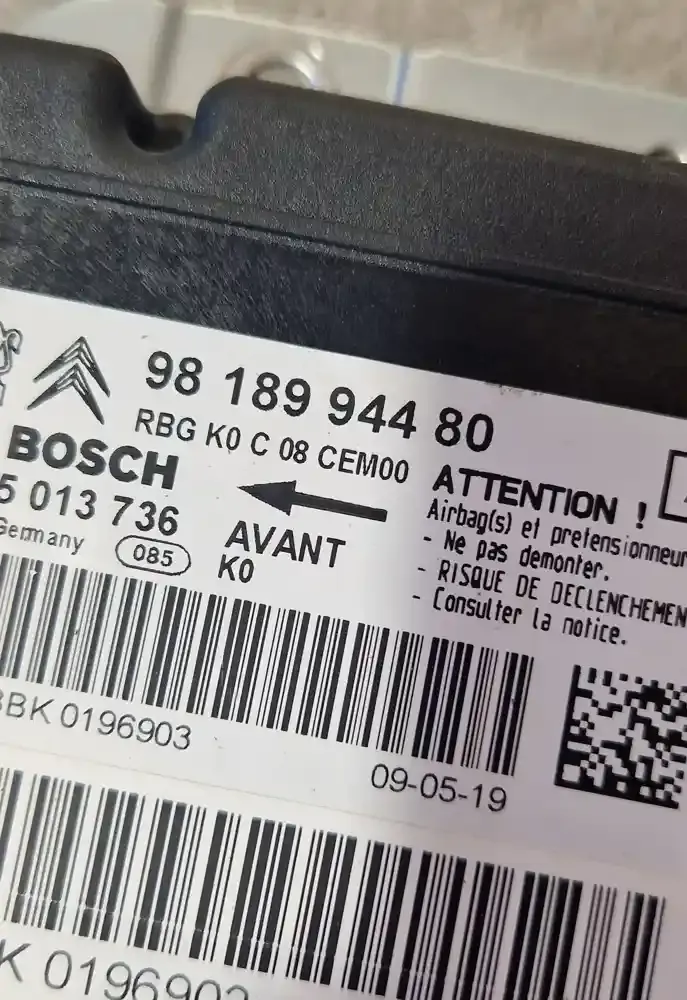 98 189 944 80
RBG K0 C 08 CEM00
BOSCH
5 013 736
Germany 085
AVANT
K0
ATTENTION !
Airbag(s) et pretensionneur
- Ne pas demonter.
- RISQUE DE DECLENCHEMEN
- Consulter la notice.
BK 0196903
09-05-19
K 0196903